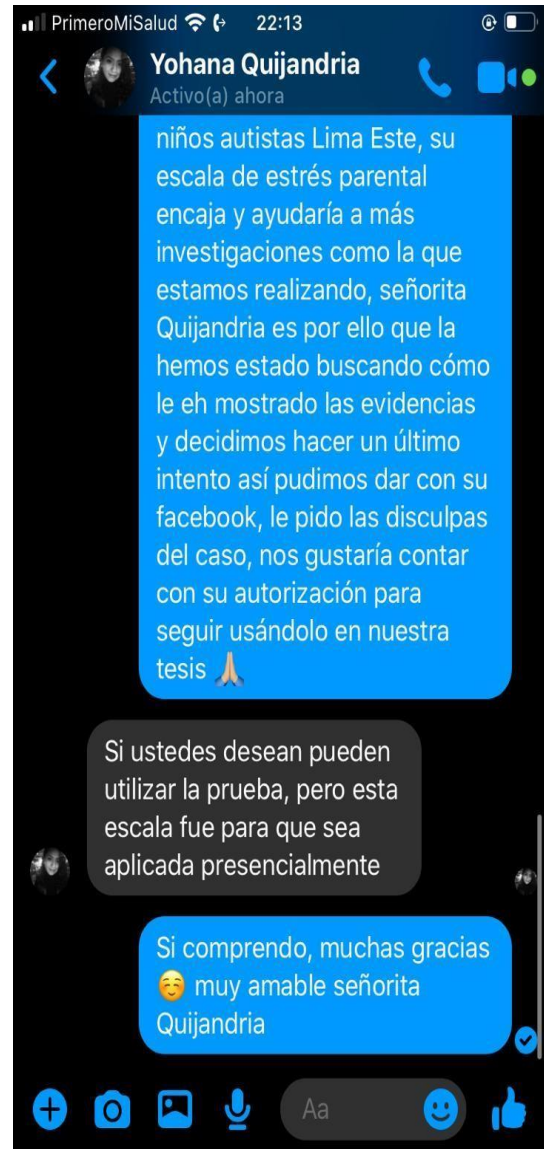 PrimeroMiSalud 22:13
Yohana Quijandria
Activo(a) ahora
niños autistas Lima Este, su
escala de estrés parental
encaja y ayudaría a más
investigaciones como la que
estamos realizando, señorita
Quijandria es por ello que la
hemos estado buscando cómo
le eh mostrado las evidencias
y decidimos hacer un último
intento así pudimos dar con su
facebook, le pido las disculpas
del caso, nos gustaría contar
con su autorización para
seguir usándolo en nuestra
tesis 🙏🏼
Si ustedes desean pueden
utilizar la prueba, pero esta
escala fue para que sea
aplicada presencialmente
Si comprendo, muchas gracias
☺️ muy amable señorita
Quijandria
Aa